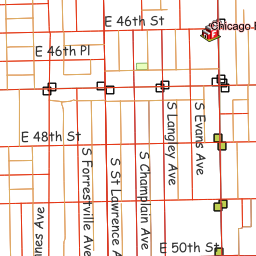 E 46th St
Chicago
E 46th Pl
E 48th St
S Langley Ave
S Evans Ave
S Forrestville Ave
S St Lawrence A
S Champlain Ave
Ave
E 50th St